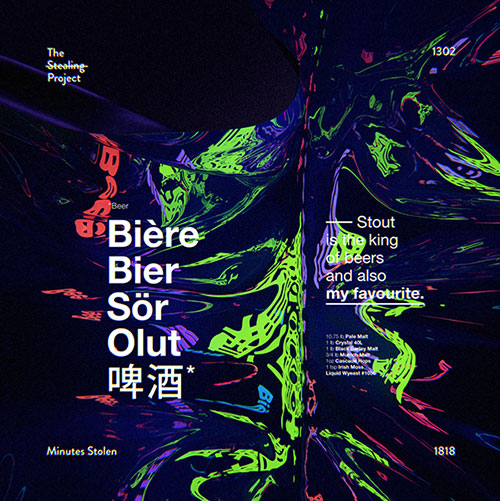 The
Stealing
Project
1302
*Beer
Bière
Bier
Sör
Olut
啤酒*
Stout
is the king
of beers
and also
my favourite.
10.75 lb Pale Malt
1 lb Crystal 40L
1 lb Black Barley Malt
3/4 lb Munich Malt
1oz Cascade Hops
1 tsp Irish Moss
Liquid Wyeast #1056
Minutes Stolen
1818